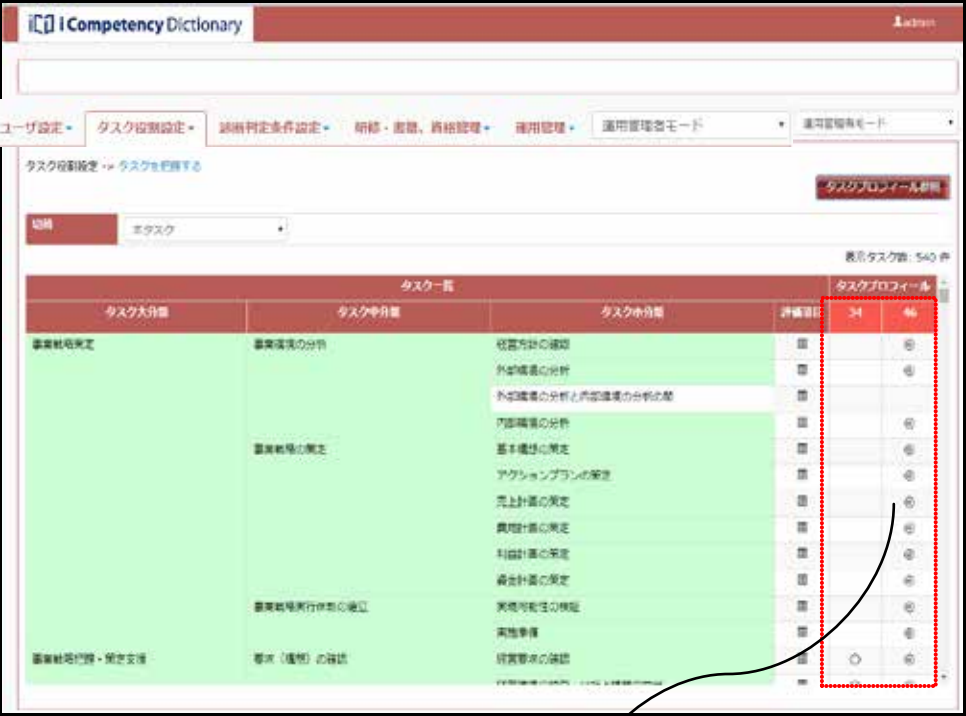 iCD i Competency Dictionary
admin
ユーザ設定 タスク役割設定 診断判定条件設定 研修・書籍、資格管理 運用管理 運用管理者モード 運用管理者モード
タスク役割設定 -> タスクを把握する
タスクプロフィール参照
切替 本タスク
表示タスク数: 540 件
タスク一覧 タスクプロフィール
タスク大分類 タスク中分類 タスク小分類 評価項目 34 46
事業戦略策定 事業環境の分析 経営方針の確認
外部環境の分析
外部環境の分析と内部環境の分析の間
内部環境の分析
事業戦略の策定 基本構想の策定
アクションプランの策定
売上計画の策定
費用計画の策定
利益計画の策定
資金計画の策定
事業戦略実行体制の確立 実現可能性の検証
実施準備
事業戦略把握・策定支援 要求(構想)の確認 経営要求の確認 ○ ◎